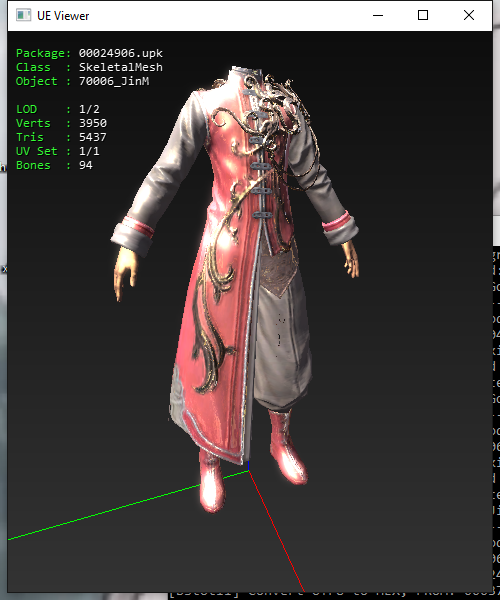 UE Viewer
Package: 00024906.upk
Class : SkeletalMesh
Object : 70006_JinM
LOD : 1/2
Verts : 3950
Tris : 5437
UV Set : 1/1
Bones : 94